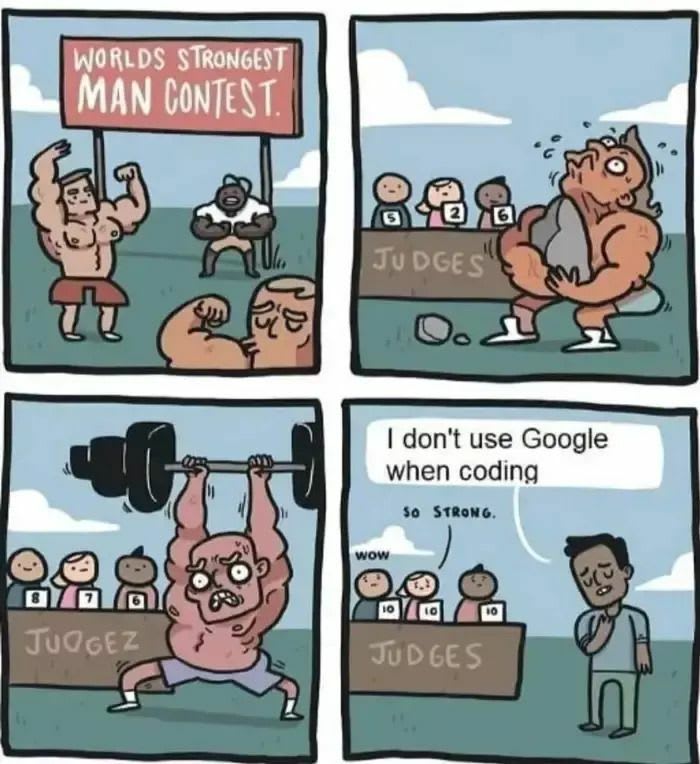 WORLDS STRONGEST
MAN CONTEST.
5
2
6
JUDGES
8
7
6
JUDGEZ
I don't use Google
when coding
SO STRONG.
WOW
10
10
10
JUDGES